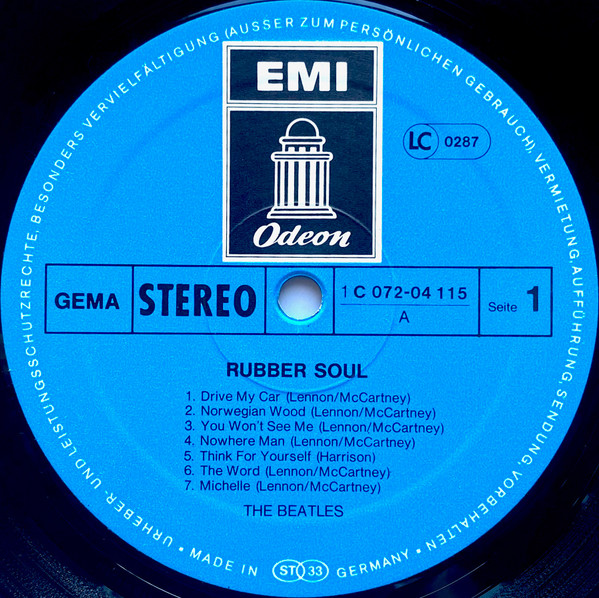 URHEBER- UND LEISTUNGSSCHUTZRECHTE, BESONDERS VERVIELFÄLTIGUNG (AUSSER ZUM PERSÖNLICHEN GEBRAUCH), VERMIETUNG, AUFFÜHRUNG, SENDUNG VORBEHALTEN •
EMI
Odeon
LC 0287
GEMA
STEREO
1 C 072-04 115
A
Seite 1
RUBBER SOUL
1. Drive My Car (Lennon/McCartney)
2. Norwegian Wood (Lennon/McCartney)
3. You Won't See Me (Lennon/McCartney)
4. Nowhere Man (Lennon/McCartney)
5. Think For Yourself (Harrison)
6. The Word (Lennon/McCartney)
7. Michelle (Lennon/McCartney)
THE BEATLES
• MADE IN ST 33 GERMANY •